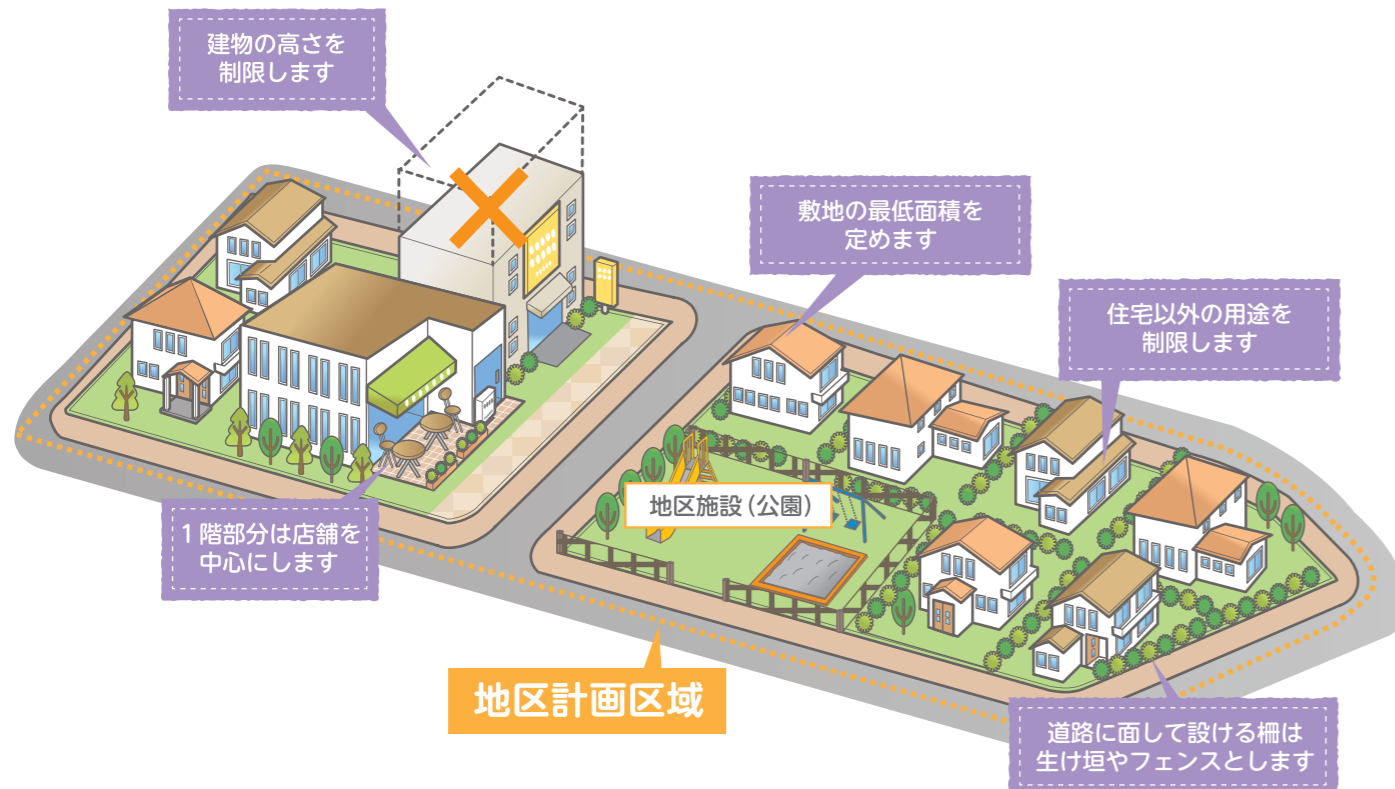 建物の高さを
制限します
敷地の最低面積を
定めます
住宅以外の用途を
制限します
地区施設(公園)
1階部分は店舗を
中心にします
地区計画区域
道路に面して設ける柵は
生け垣やフェンスとします